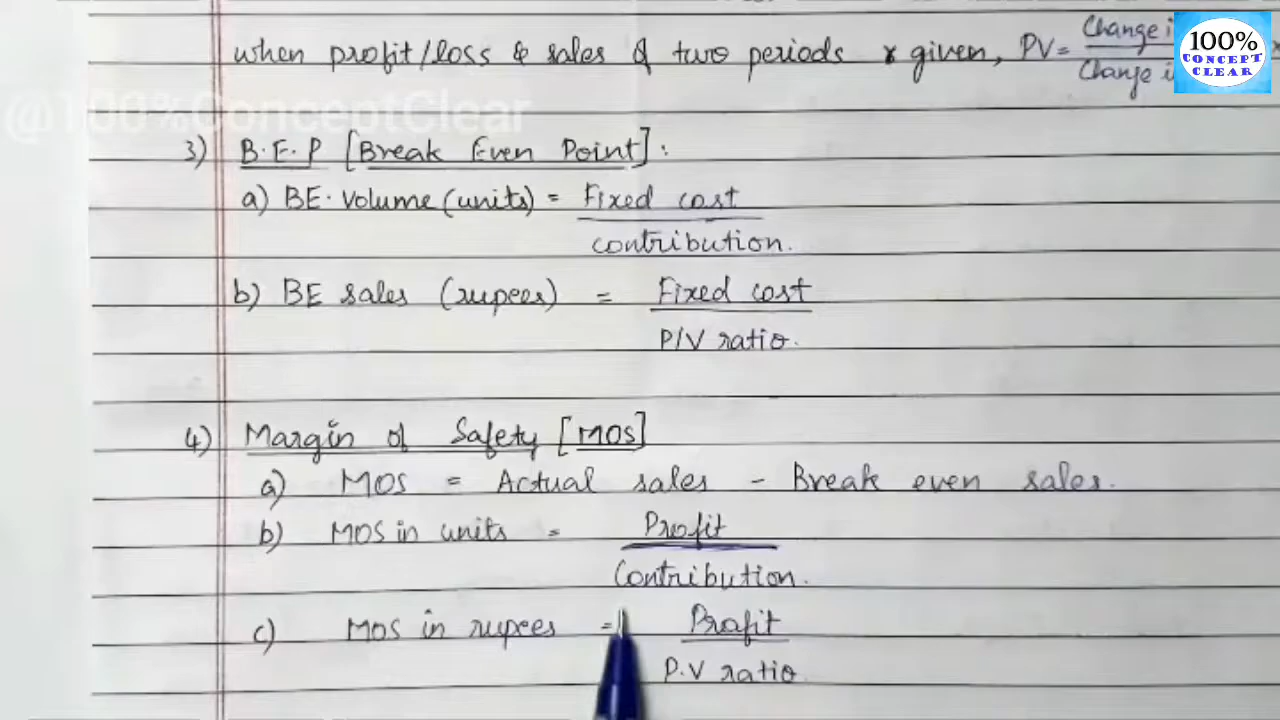 when profit/loss & sales of two periods r given, PV = Change i
Change i
100%
CONCEPT
CLEAR
@100%ConceptClear
3) B.E.P [Break Even Point]:
a) BE. Volume (units) = Fixed cost
contribution.
b) BE sales (rupees) = Fixed cost
P/V ratio.
4) Margin of Safety [MOS]
a) MOS = Actual sales - Break even sales.
b) MOS in units = Profit
Contribution.
c) MOS in rupees = Profit
P.V ratio